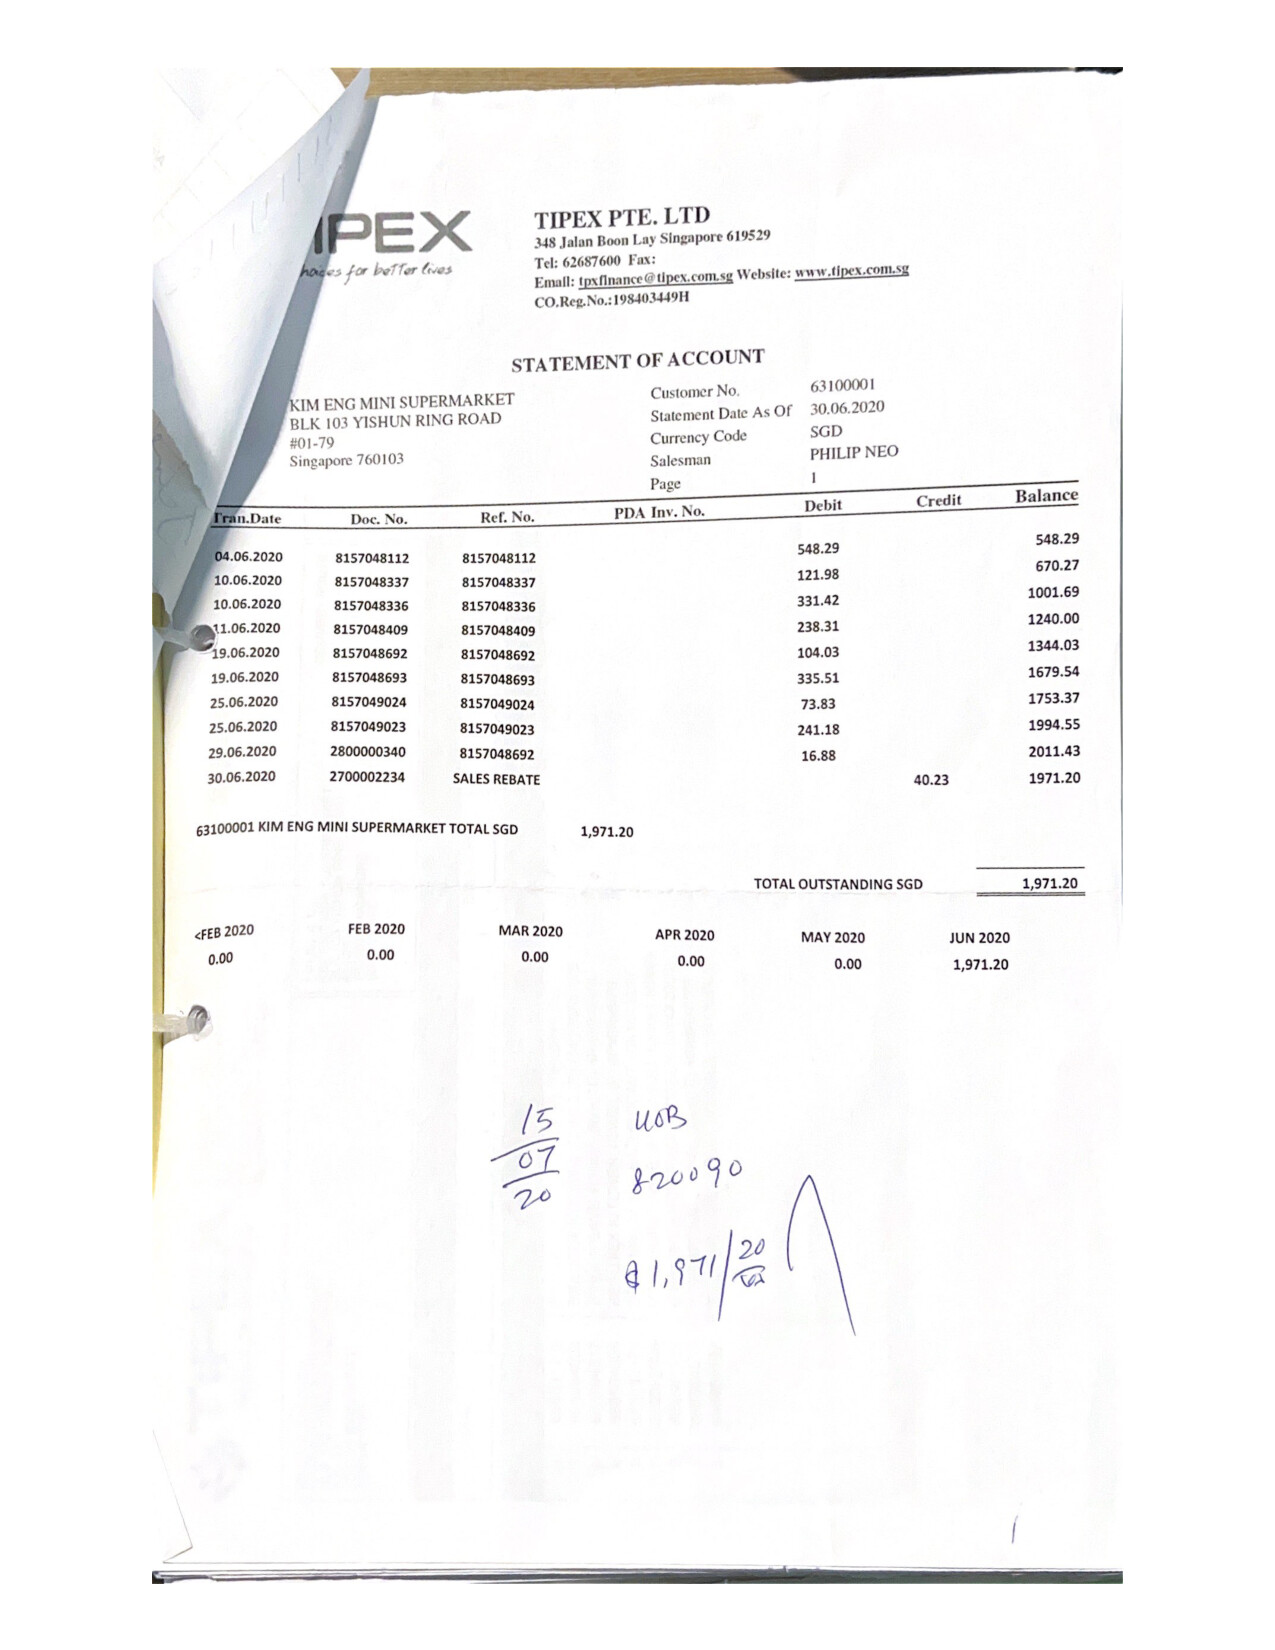 IPEX
hoices for better lives
TIPEX PTE. LTD
348 Jalan Boon Lay Singapore 619529
Tel: 62687600 Fax:
Email: tpxfinance@tipex.com.sg Website: www.tipex.com.sg
CO.Reg.No.:198403449H
STATEMENT OF ACCOUNT
KIM ENG MINI SUPERMARKET
BLK 103 YISHUN RING ROAD
#01-79
Singapore 760103
Customer No. 63100001
Statement Date As Of 30.06.2020
Currency Code SGD
Salesman PHILIP NEO
Page 1
Tran.Date Doc. No. Ref. No. PDA Inv. No. Debit Credit Balance
04.06.2020 8157048112 8157048112 548.29 548.29
10.06.2020 8157048337 8157048337 121.98 670.27
10.06.2020 8157048336 8157048336 331.42 1001.69
11.06.2020 8157048409 8157048409 238.31 1240.00
19.06.2020 8157048692 8157048692 104.03 1344.03
19.06.2020 8157048693 8157048693 335.51 1679.54
25.06.2020 8157049024 8157049024 73.83 1753.37
25.06.2020 8157049023 8157049023 241.18 1994.55
29.06.2020 2800000340 8157048692 16.88 2011.43
30.06.2020 2700002234 SALES REBATE 40.23 1971.20
63100001 KIM ENG MINI SUPERMARKET TOTAL SGD 1,971.20
TOTAL OUTSTANDING SGD 1,971.20
<FEB 2020 FEB 2020 MAR 2020 APR 2020 MAY 2020 JUN 2020
0.00 0.00 0.00 0.00 0.00 1,971.20
15 UOB
07 820090
20
$1,971/20